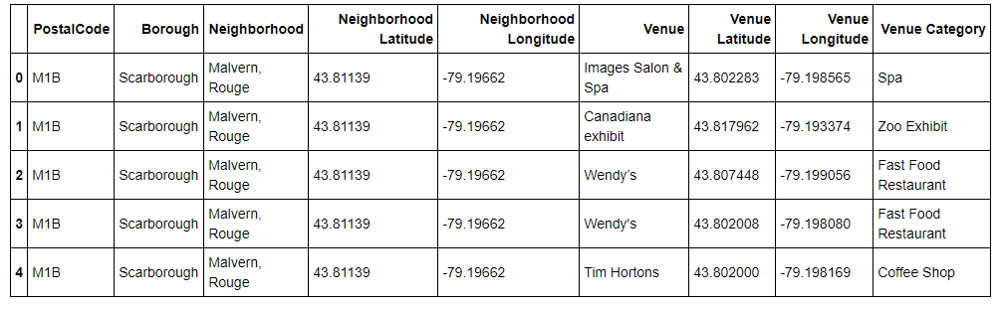 PostalCode Borough Neighborhood Neighborhood Latitude Neighborhood Longitude Venue Venue Latitude Venue Longitude Venue Category
0 M1B Scarborough Malvern, Rouge 43.81139 -79.19662 Images Salon & Spa 43.802283 -79.198565 Spa
1 M1B Scarborough Malvern, Rouge 43.81139 -79.19662 Canadiana exhibit 43.817962 -79.193374 Zoo Exhibit
2 M1B Scarborough Malvern, Rouge 43.81139 -79.19662 Wendy’s 43.807448 -79.199056 Fast Food Restaurant
3 M1B Scarborough Malvern, Rouge 43.81139 -79.19662 Wendy's 43.802008 -79.198080 Fast Food Restaurant
4 M1B Scarborough Malvern, Rouge 43.81139 -79.19662 Tim Hortons 43.802000 -79.198169 Coffee Shop